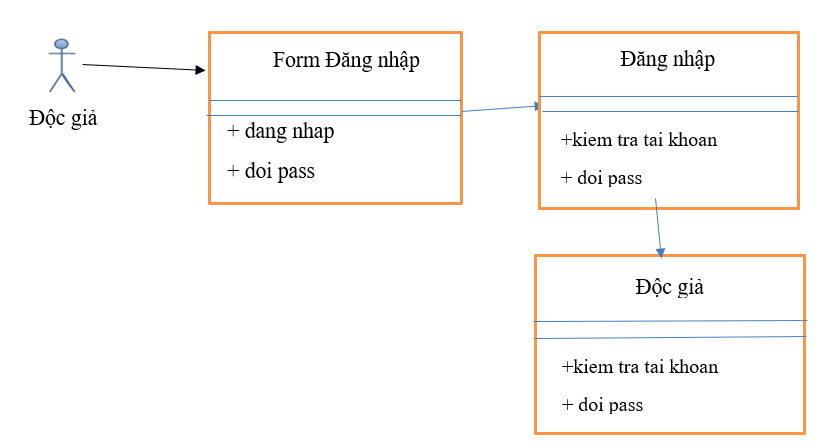 Độc giả
Form Đăng nhập
+ dang nhap
+ doi pass
Đăng nhập
+kiem tra tai khoan
+ doi pass
Độc giả
+kiem tra tai khoan
+ doi pass